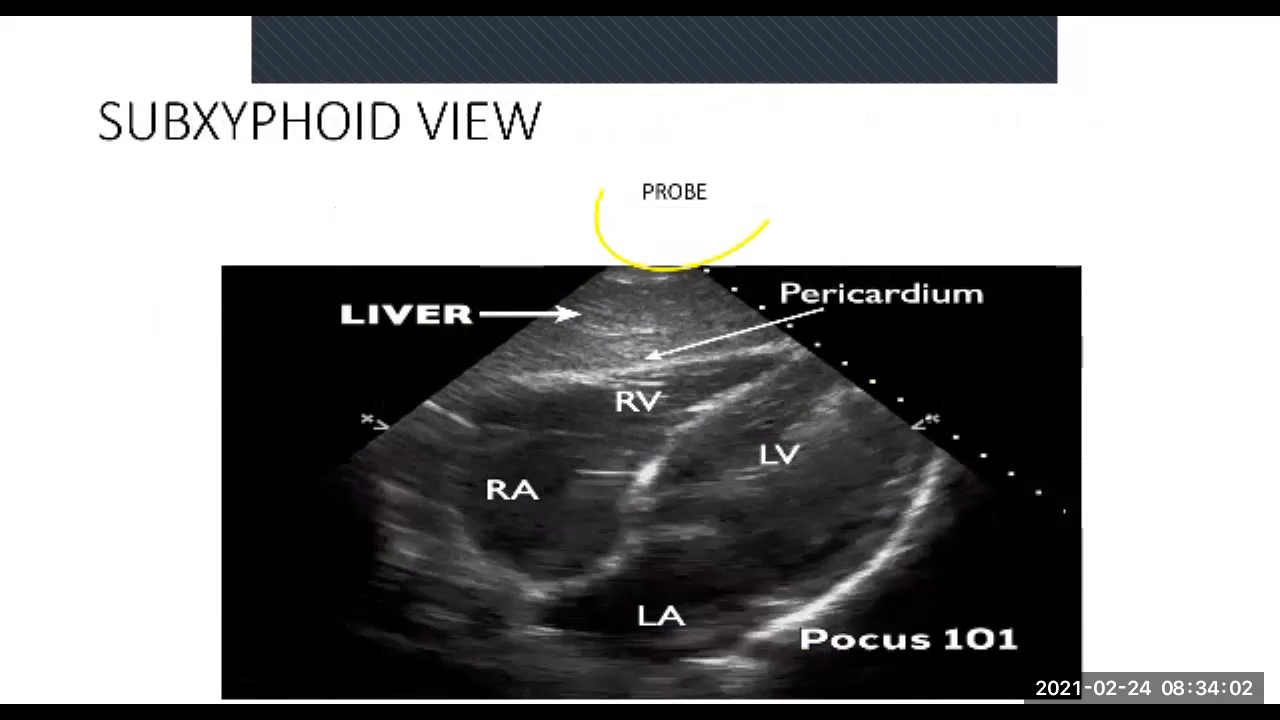 SUBXYPHOID VIEW
PROBE
Pericardium
LIVER
RV
LV
RA
LA
Pocus 101
2021-02-24 08:34:02